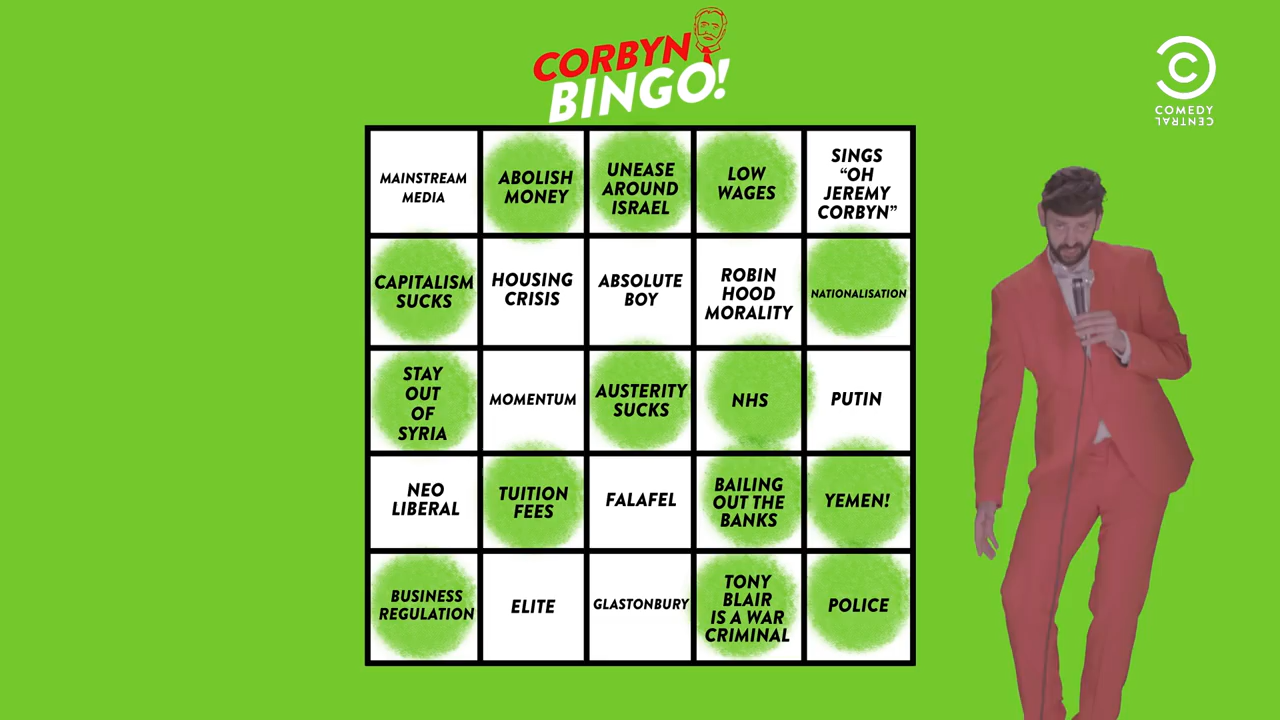 CORBYN
BINGO!
COMEDY
CENTRAL
MAINSTREAM
MEDIA
ABOLISH
MONEY
UNEASE
AROUND
ISRAEL
LOW
WAGES
SINGS
“OH
JEREMY
CORBYN”
CAPITALISM
SUCKS
HOUSING
CRISIS
ABSOLUTE
BOY
ROBIN
HOOD
MORALITY
NATIONALISATION
STAY
OUT
OF
SYRIA
MOMENTUM
AUSTERITY
SUCKS
NHS
PUTIN
NEO
LIBERAL
TUITION
FEES
FALAFEL
BAILING
OUT THE
BANKS
YEMEN!
BUSINESS
REGULATION
ELITE
GLASTONBURY
TONY
BLAIR
IS A WAR
CRIMINAL
POLICE